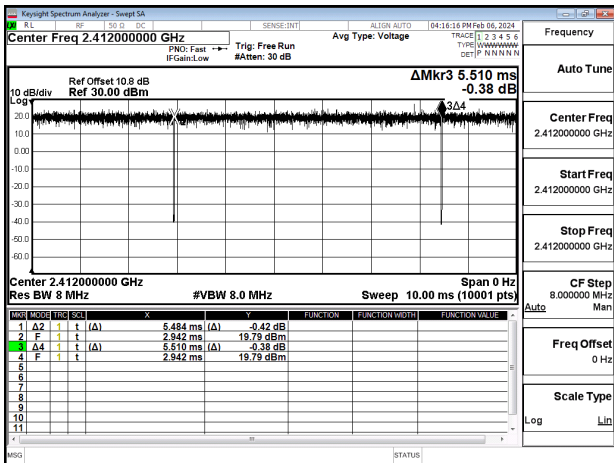 Keysight Spectrum Analyzer - Swept SA
RL RF 50 Ω DC SENSE:INT ALIGN AUTO 04:16:16 PM Feb 06, 2024
Center Freq 2.412000000 GHz
PNO: Fast
IFGain:Low
Trig: Free Run
#Atten: 30 dB
Avg Type: Voltage
TRACE 1 2 3 4 5 6
TYPE WWWWWW
DET P NNNNN
Ref Offset 10.8 dB
Ref 30.00 dBm
10 dB/div
Log
ΔMkr3 5.510 ms
-0.38 dB
3Δ4
20.0
10.0
0.00
-10.0
-20.0
-30.0
-40.0
-50.0
-60.0
Center 2.412000000 GHz Span 0 Hz
Res BW 8 MHz #VBW 8.0 MHz Sweep 10.00 ms (10001 pts)
MKR MODE TRC SCL X Y FUNCTION FUNCTION WIDTH FUNCTION VALUE
1 Δ2 1 t (Δ) 5.484 ms (Δ) -0.42 dB
2 F 1 t 2.942 ms 19.79 dBm
3 Δ4 1 t (Δ) 5.510 ms (Δ) -0.38 dB
4 F 1 t 2.942 ms 19.79 dBm
5
6
7
8
9
10
11
MSG STATUS
Frequency
Auto Tune
Center Freq
2.412000000 GHz
Start Freq
2.412000000 GHz
Stop Freq
2.412000000 GHz
CF Step
8.000000 MHz
Auto Man
Freq Offset
0 Hz
Scale Type
Log Lin